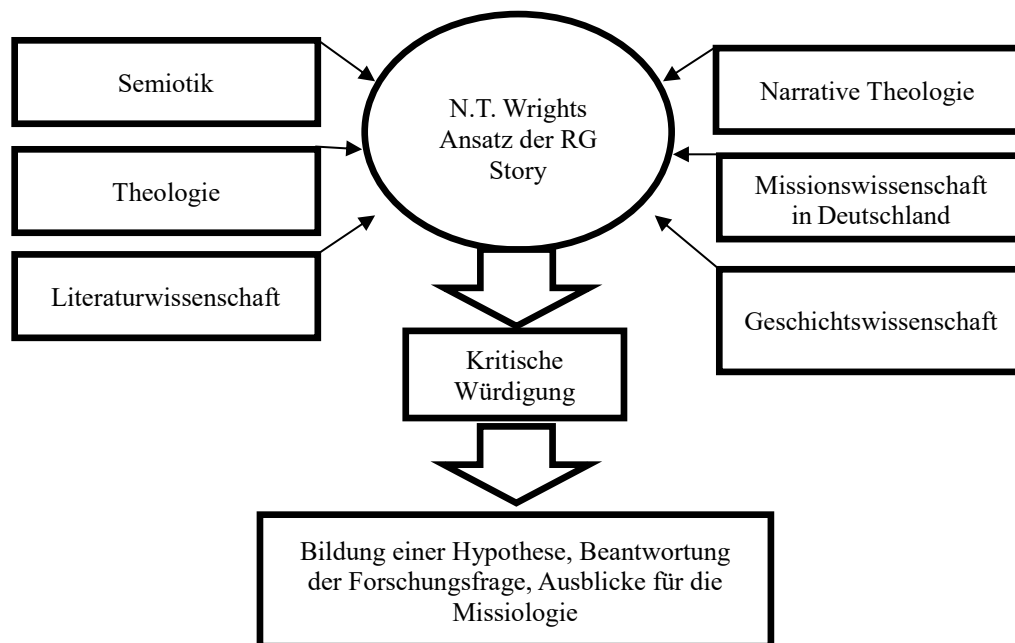 Semiotik
Theologie
Literaturwissenschaft
N.T. Wrights
Ansatz der RG
Story
Narrative Theologie
Missionswissenschaft
in Deutschland
Geschichtswissenschaft
Kritische
Würdigung
Bildung einer Hypothese, Beantwortung
der Forschungsfrage, Ausblicke für die
Missiologie